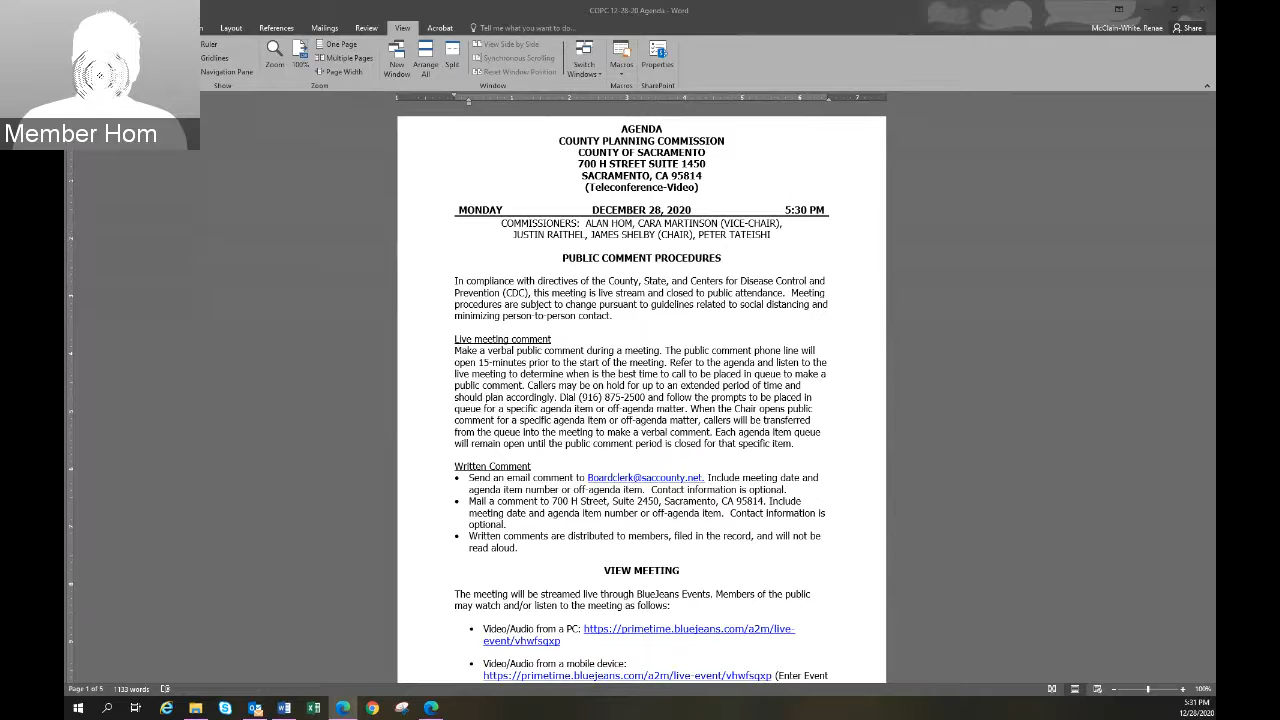 CDPC 12-28-20 Agenda - Word
Layout References Mailings Review View Acrobat Tell me what you want to do... McClain-White, Renae Share
Ruler
Gridlines
Navigation Pane
Show
Zoom
100%
One Page
Multiple Pages
Page Width
Zoom
New Window
Arrange All
Split
View Side by Side
Synchronous Scrolling
Reset Window Position
Window
Switch Windows
Macros
Macros
Properties
SharePoint
Member Hom
AGENDA
COUNTY PLANNING COMMISSION
COUNTY OF SACRAMENTO
700 H STREET SUITE 1450
SACRAMENTO, CA 95814
(Teleconference-Video)
MONDAY DECEMBER 28, 2020 5:30 PM
COMMISSIONERS: ALAN HOM, CARA MARTINSON (VICE-CHAIR),
JUSTIN RAITHEL, JAMES SHELBY (CHAIR), PETER TATEISHI
PUBLIC COMMENT PROCEDURES
In compliance with directives of the County, State, and Centers for Disease Control and
Prevention (CDC), this meeting is live stream and closed to public attendance. Meeting
procedures are subject to change pursuant to guidelines related to social distancing and
minimizing person-to-person contact.
Live meeting comment
Make a verbal public comment during a meeting. The public comment phone line will
open 15-minutes prior to the start of the meeting. Refer to the agenda and listen to the
live meeting to determine when is the best time to call to be placed in queue to make a
public comment. Callers may be on hold for up to an extended period of time and
should plan accordingly. Dial (916) 875-2500 and follow the prompts to be placed in
queue for a specific agenda item or off-agenda matter. When the Chair opens public
comment for a specific agenda item or off-agenda matter, callers will be transferred
from the queue into the meeting to make a verbal comment. Each agenda item queue
will remain open until the public comment period is closed for that specific item.
Written Comment
• Send an email comment to Boardclerk@saccounty.net. Include meeting date and
agenda item number or off-agenda item. Contact information is optional.
• Mail a comment to 700 H Street, Suite 2450, Sacramento, CA 95814. Include
meeting date and agenda item number or off-agenda item. Contact information is
optional.
• Written comments are distributed to members, filed in the record, and will not be
read aloud.
VIEW MEETING
The meeting will be streamed live through BlueJeans Events. Members of the public
may watch and/or listen to the meeting as follows:
• Video/Audio from a PC: https://primetime.bluejeans.com/a2m/live-
event/vhwfsqxp
• Video/Audio from a mobile device:
https://primetime.bluejeans.com/a2m/live-event/vhwfsqxp (Enter Event
Page 1 of 5 1133 words 100%
5:31 PM
12/28/2020